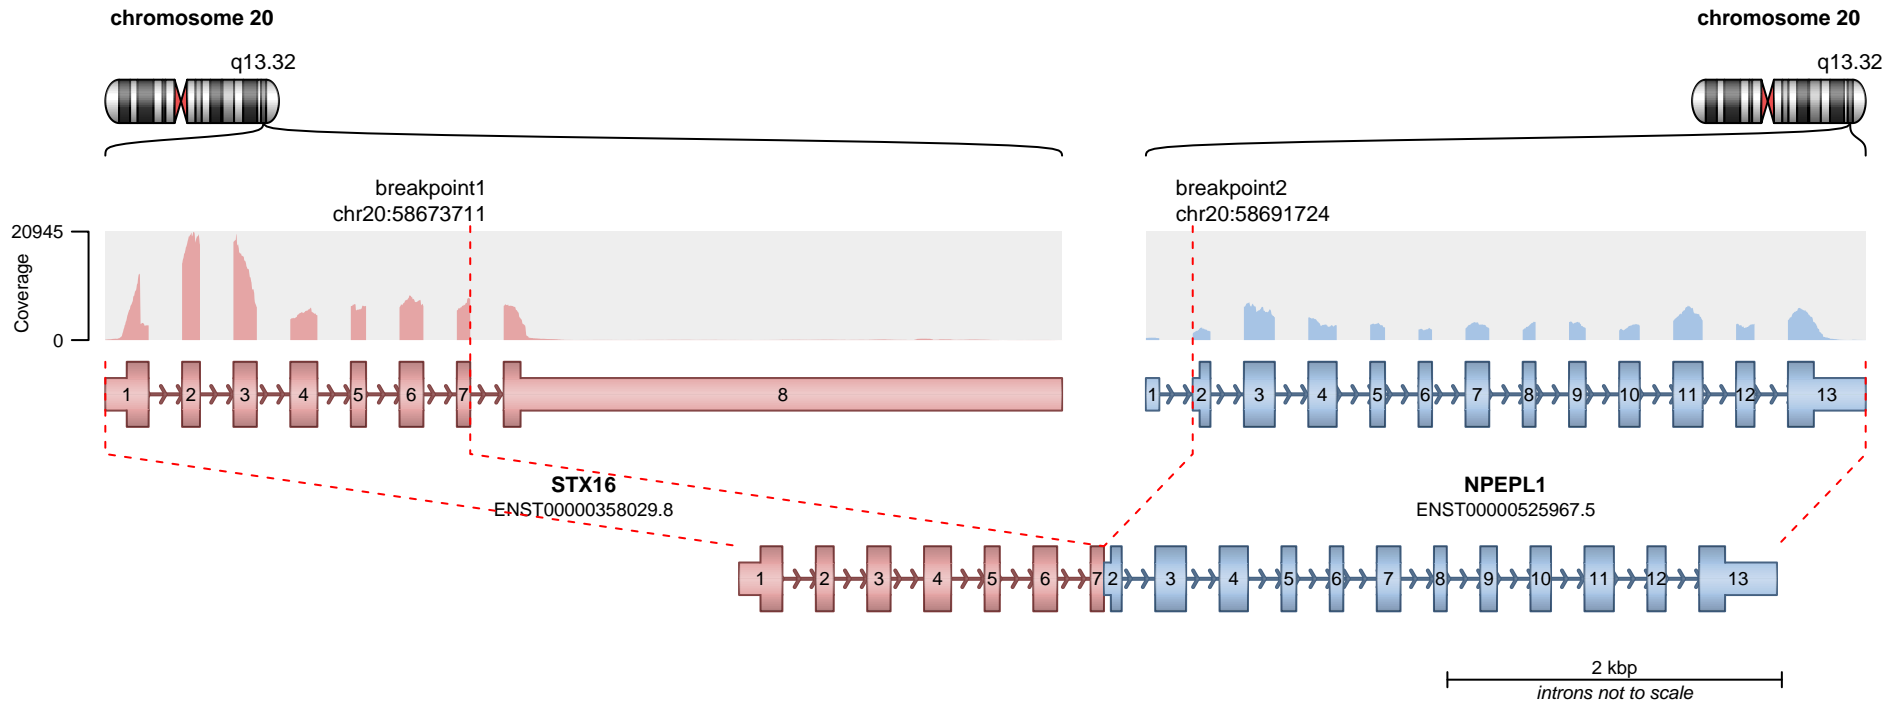 chromosome 20
chromosome 20
q13.32
q13.32
breakpoint1
chr20:58673711
breakpoint2
chr20:58691724
20945
Coverage
0
1 2 3 4 5 6 7 8
1 2 3 4 5 6 7 8 9 10 11 12 13
STX16
ENST00000358029.8
NPEPL1
ENST00000525967.5
1 2 3 4 5 6 7 2 3 4 5 6 7 8 9 10 11 12 13
2 kbp
introns not to scale